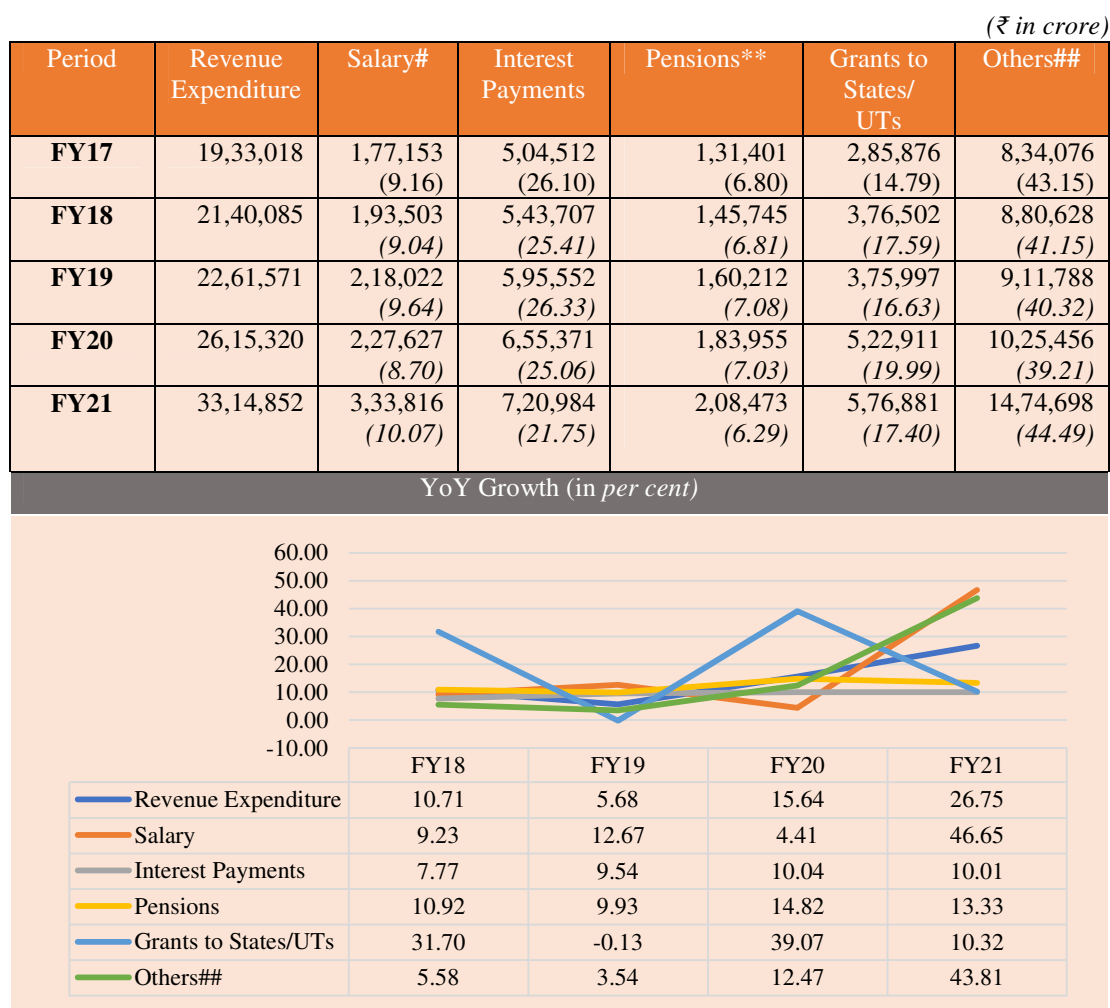 (₹ in crore)
Period Revenue Expenditure Salary# Interest Payments Pensions** Grants to States/ UTs Others##
FY17 19,33,018 1,77,153 5,04,512 1,31,401 2,85,876 8,34,076
(9.16) (26.10) (6.80) (14.79) (43.15)
FY18 21,40,085 1,93,503 5,43,707 1,45,745 3,76,502 8,80,628
(9.04) (25.41) (6.81) (17.59) (41.15)
FY19 22,61,571 2,18,022 5,95,552 1,60,212 3,75,997 9,11,788
(9.64) (26.33) (7.08) (16.63) (40.32)
FY20 26,15,320 2,27,627 6,55,371 1,83,955 5,22,911 10,25,456
(8.70) (25.06) (7.03) (19.99) (39.21)
FY21 33,14,852 3,33,816 7,20,984 2,08,473 5,76,881 14,74,698
(10.07) (21.75) (6.29) (17.40) (44.49)
YoY Growth (in per cent)
60.00
50.00
40.00
30.00
20.00
10.00
0.00
-10.00
FY18 FY19 FY20 FY21
Revenue Expenditure 10.71 5.68 15.64 26.75
Salary 9.23 12.67 4.41 46.65
Interest Payments 7.77 9.54 10.04 10.01
Pensions 10.92 9.93 14.82 13.33
Grants to States/UTs 31.70 -0.13 39.07 10.32
Others## 5.58 3.54 12.47 43.81